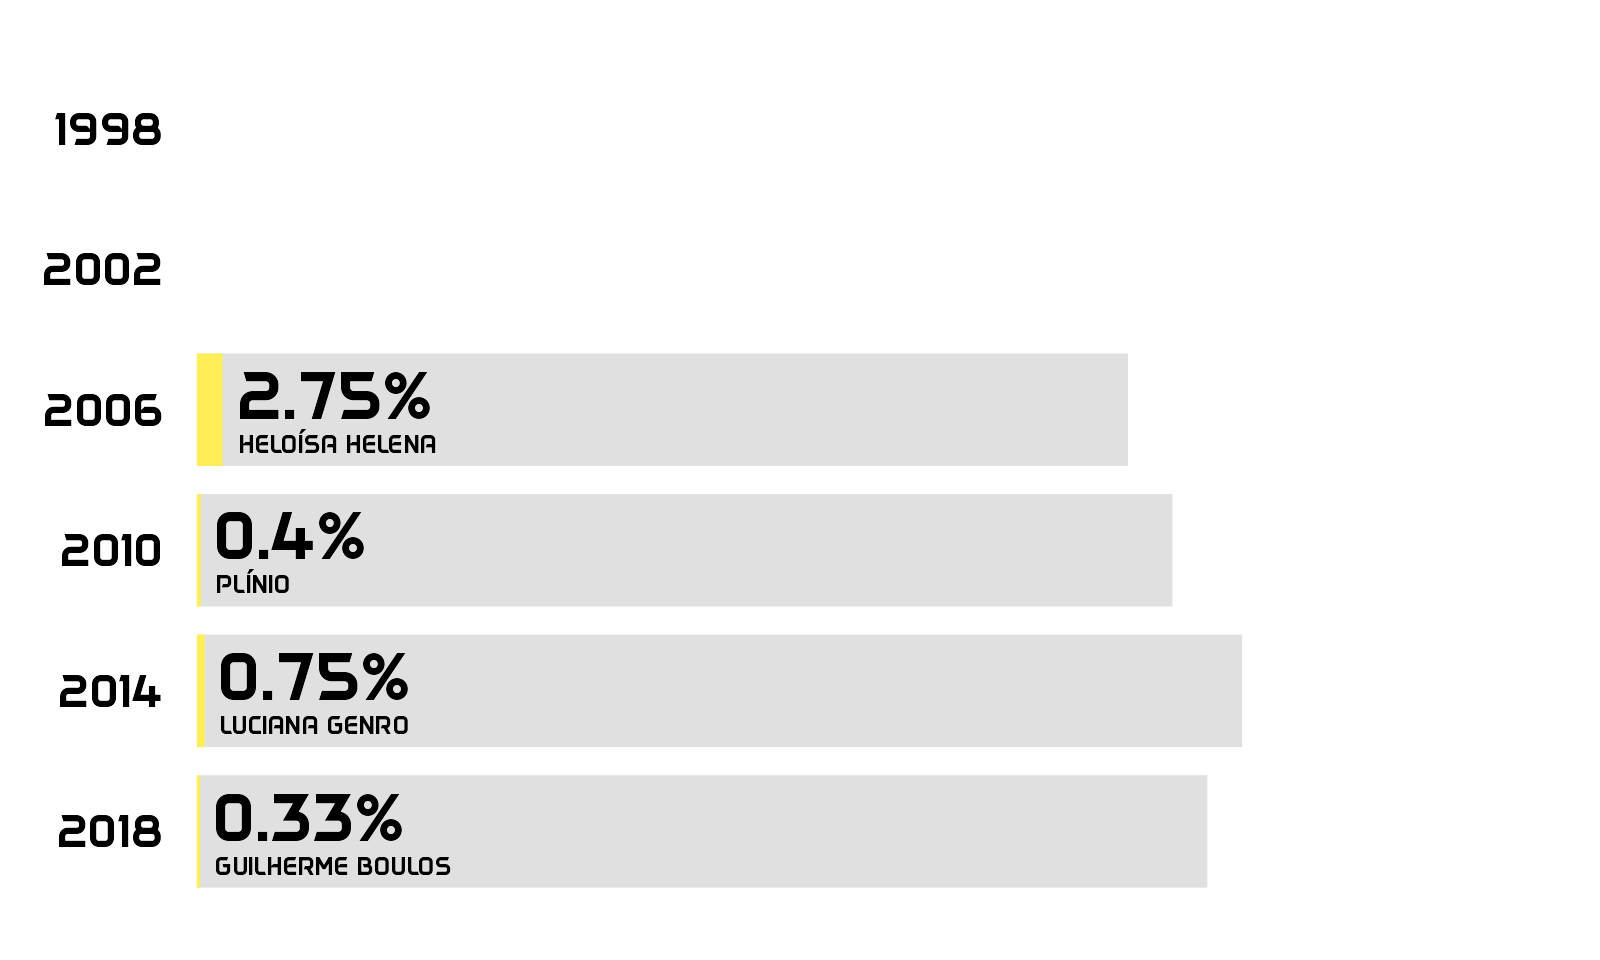 1998
2002
2006
2.75%
HELOÍSA HELENA
2010
0.4%
PLÍNIO
2014
0.75%
LUCIANA GENRO
2018
0.33%
GUILHERME BOULOS